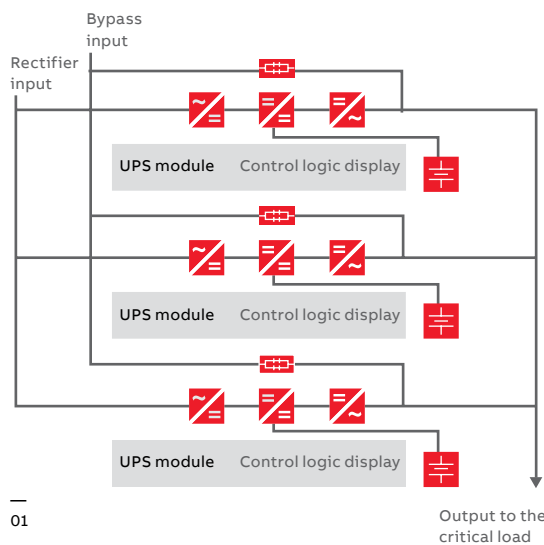 Bypass
input
Rectifier
input
UPS module Control logic display
UPS module Control logic display
UPS module Control logic display
01
Output to the
critical load